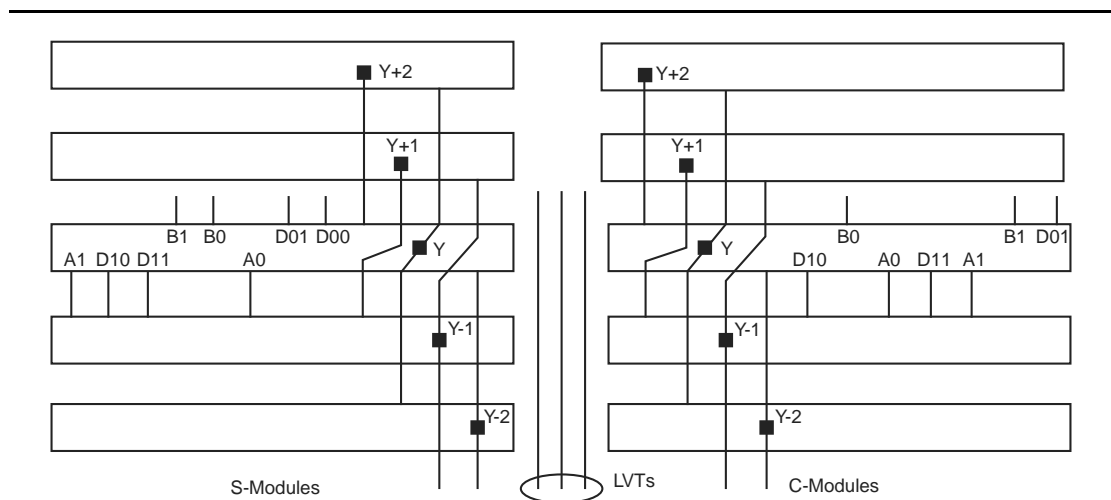 Y+2
Y+2
Y+1
Y+1
B1 B0 D01 D00
B0 B1 D01
Y
Y
A1 D10 D11 A0
D10 A0 D11 A1
Y-1
Y-1
Y-2
Y-2
S-Modules
LVTs
C-Modules